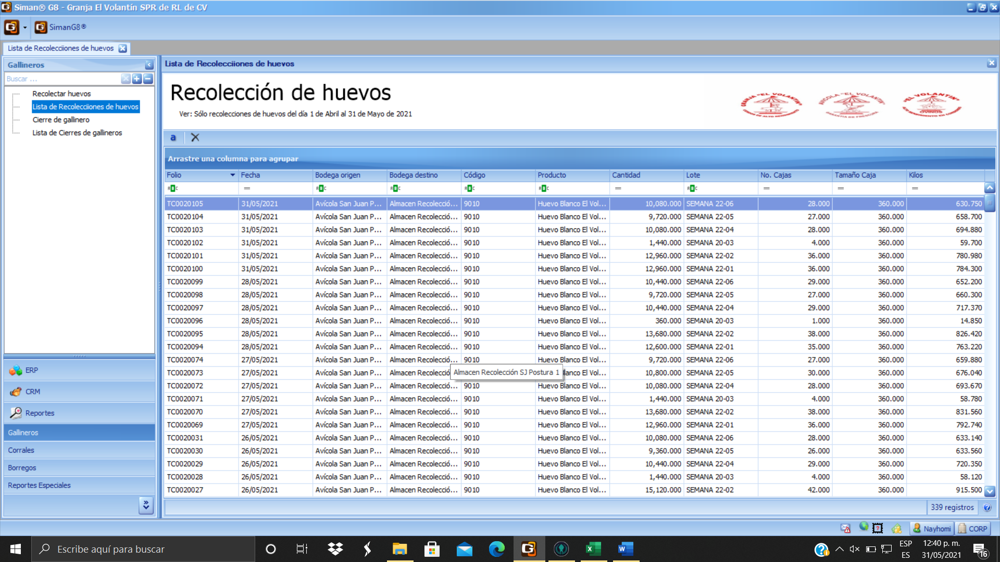 Siman® G8 - Granja El Volantín SPR de RL de CV
SimanG8®
Lista de Recolecciiones de huevos
Gallineros
Buscar ...
Recolectar huevos
Lista de Recolecciiones de huevos
Cierre de gallinero
Lista de Cierres de gallineros
ERP
CRM
Reportes
Gallineros
Corrales
Borregos
Reportes Especiales
Lista de Recolecciiones de huevos
Recolección de huevos
Ver: Sólo recolecciones de huevos del día 1 de Abril al 31 de Mayo de 2021
GRANJA "EL VOLANTIN"
AVICOLA "EL VOLANTIN"
"EL VOLANTIN"
OVINOS
a
Arrastre una columna para agrupar
Folio Fecha Bodega origen Bodega destino Código Producto Cantidad Lote No. Cajas Tamaño Caja Kilos
ABC = ABC ABC ABC ABC = ABC = = =
TC0020105 31/05/2021 Avícola San Juan P... Almacen Recolecció... 9010 Huevo Blanco El Vol... 10,080.000 SEMANA 22-06 28.000 360.000 630.750
TC0020104 31/05/2021 Avícola San Juan P... Almacen Recolecció... 9010 Huevo Blanco El Vol... 9,720.000 SEMANA 22-05 27.000 360.000 658.700
TC0020103 31/05/2021 Avícola San Juan P... Almacen Recolecció... 9010 Huevo Blanco El Vol... 10,080.000 SEMANA 22-04 28.000 360.000 694.880
TC0020102 31/05/2021 Avícola San Juan P... Almacen Recolecció... 9010 Huevo Blanco El Vol... 1,440.000 SEMANA 20-03 4.000 360.000 59.700
TC0020101 31/05/2021 Avícola San Juan P... Almacen Recolecció... 9010 Huevo Blanco El Vol... 12,960.000 SEMANA 22-02 36.000 360.000 780.980
TC0020100 31/05/2021 Avícola San Juan P... Almacen Recolecció... 9010 Huevo Blanco El Vol... 12,960.000 SEMANA 22-01 36.000 360.000 784.300
TC0020099 28/05/2021 Avícola San Juan P... Almacen Recolecció... 9010 Huevo Blanco El Vol... 10,440.000 SEMANA 22-06 29.000 360.000 652.200
TC0020098 28/05/2021 Avícola San Juan P... Almacen Recolecció... 9010 Huevo Blanco El Vol... 9,720.000 SEMANA 22-05 27.000 360.000 660.300
TC0020097 28/05/2021 Avícola San Juan P... Almacen Recolecció... 9010 Huevo Blanco El Vol... 10,440.000 SEMANA 22-04 29.000 360.000 717.370
TC0020096 28/05/2021 Avícola San Juan P... Almacen Recolecció... 9010 Huevo Blanco El Vol... 360.000 SEMANA 20-03 1.000 360.000 14.850
TC0020095 28/05/2021 Avícola San Juan P... Almacen Recolecció... 9010 Huevo Blanco El Vol... 13,680.000 SEMANA 22-02 38.000 360.000 826.420
TC0020094 28/05/2021 Avícola San Juan P... Almacen Recolecció... 9010 Huevo Blanco El Vol... 12,600.000 SEMANA 22-01 35.000 360.000 763.220
TC0020074 27/05/2021 Avícola San Juan P... Almacen Recolecció... 9010 Huevo Blanco El Vol... 9,720.000 SEMANA 22-06 27.000 360.000 659.880
TC0020073 27/05/2021 Avícola San Juan P... Almacen Recolecció lanco El Vol... 10,800.000 SEMANA 22-05 30.000 360.000 676.040
Almacen Recolección SJ Postura 1
TC0020072 27/05/2021 Avícola San Juan P... Almacen Recolecció... 9010 Huevo Blanco El Vol... 10,080.000 SEMANA 22-04 28.000 360.000 693.670
TC0020071 27/05/2021 Avícola San Juan P... Almacen Recolecció... 9010 Huevo Blanco El Vol... 1,440.000 SEMANA 20-03 4.000 360.000 58.780
TC0020070 27/05/2021 Avícola San Juan P... Almacen Recolecció... 9010 Huevo Blanco El Vol... 13,680.000 SEMANA 22-02 38.000 360.000 831.560
TC0020069 27/05/2021 Avícola San Juan P... Almacen Recolecció... 9010 Huevo Blanco El Vol... 12,960.000 SEMANA 22-01 36.000 360.000 792.740
TC0020031 26/05/2021 Avícola San Juan P... Almacen Recolecció... 9010 Huevo Blanco El Vol... 10,080.000 SEMANA 22-06 28.000 360.000 633.140
TC0020030 26/05/2021 Avícola San Juan P... Almacen Recolecció... 9010 Huevo Blanco El Vol... 9,360.000 SEMANA 22-05 26.000 360.000 633.560
TC0020029 26/05/2021 Avícola San Juan P... Almacen Recolecció... 9010 Huevo Blanco El Vol... 10,440.000 SEMANA 22-04 29.000 360.000 720.350
TC0020028 26/05/2021 Avícola San Juan P... Almacen Recolecció... 9010 Huevo Blanco El Vol... 1,440.000 SEMANA 20-03 4.000 360.000 58.120
TC0020027 26/05/2021 Avícola San Juan P... Almacen Recolecció... 9010 Huevo Blanco El Vol... 15,120.000 SEMANA 22-02 42.000 360.000 915.500
339 registros
Nayhomi
CORP
Escribe aquí para buscar
ESP
ES
12:40 p. m.
31/05/2021
16